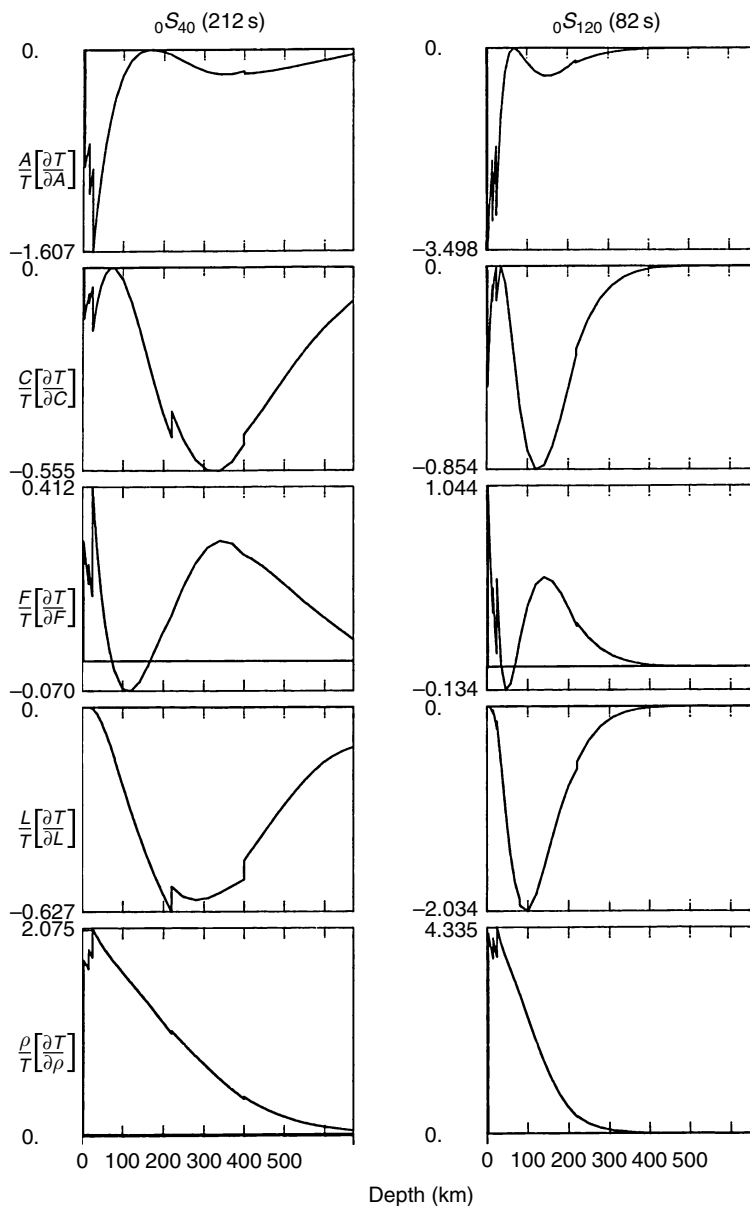 ₀S₄₀ (212 s) ₀S₁₂₀ (82 s)
0. 0.
A/T [∂T/∂A]
–1.607 –3.498
0. 0.
C/T [∂T/∂C]
–0.555 –0.854
0.412 1.044
F/T [∂T/∂F]
–0.070 –0.134
0. 0.
L/T [∂T/∂L]
–0.627 –2.034
2.075 4.335
ρ/T [∂T/∂ρ]
0. 0.
0 100 200 300 400 500 0 100 200 300 400 500
Depth (km)